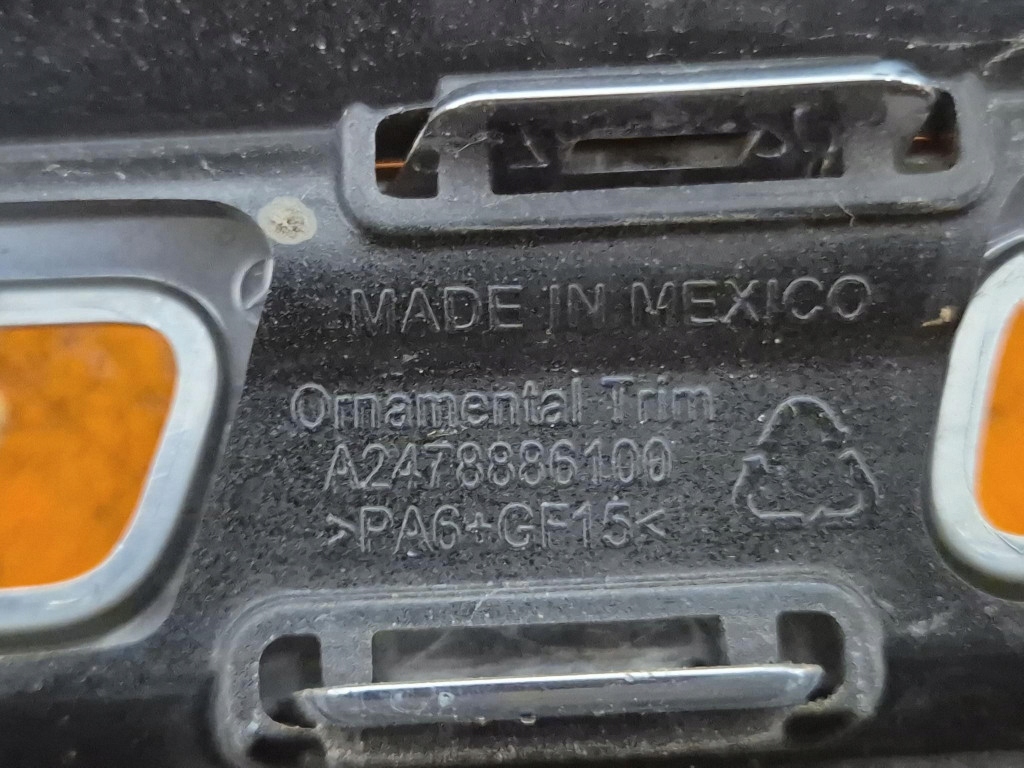 MADE IN MEXICO
Ornamental Trim
A2478886100
>PA6+GF15<